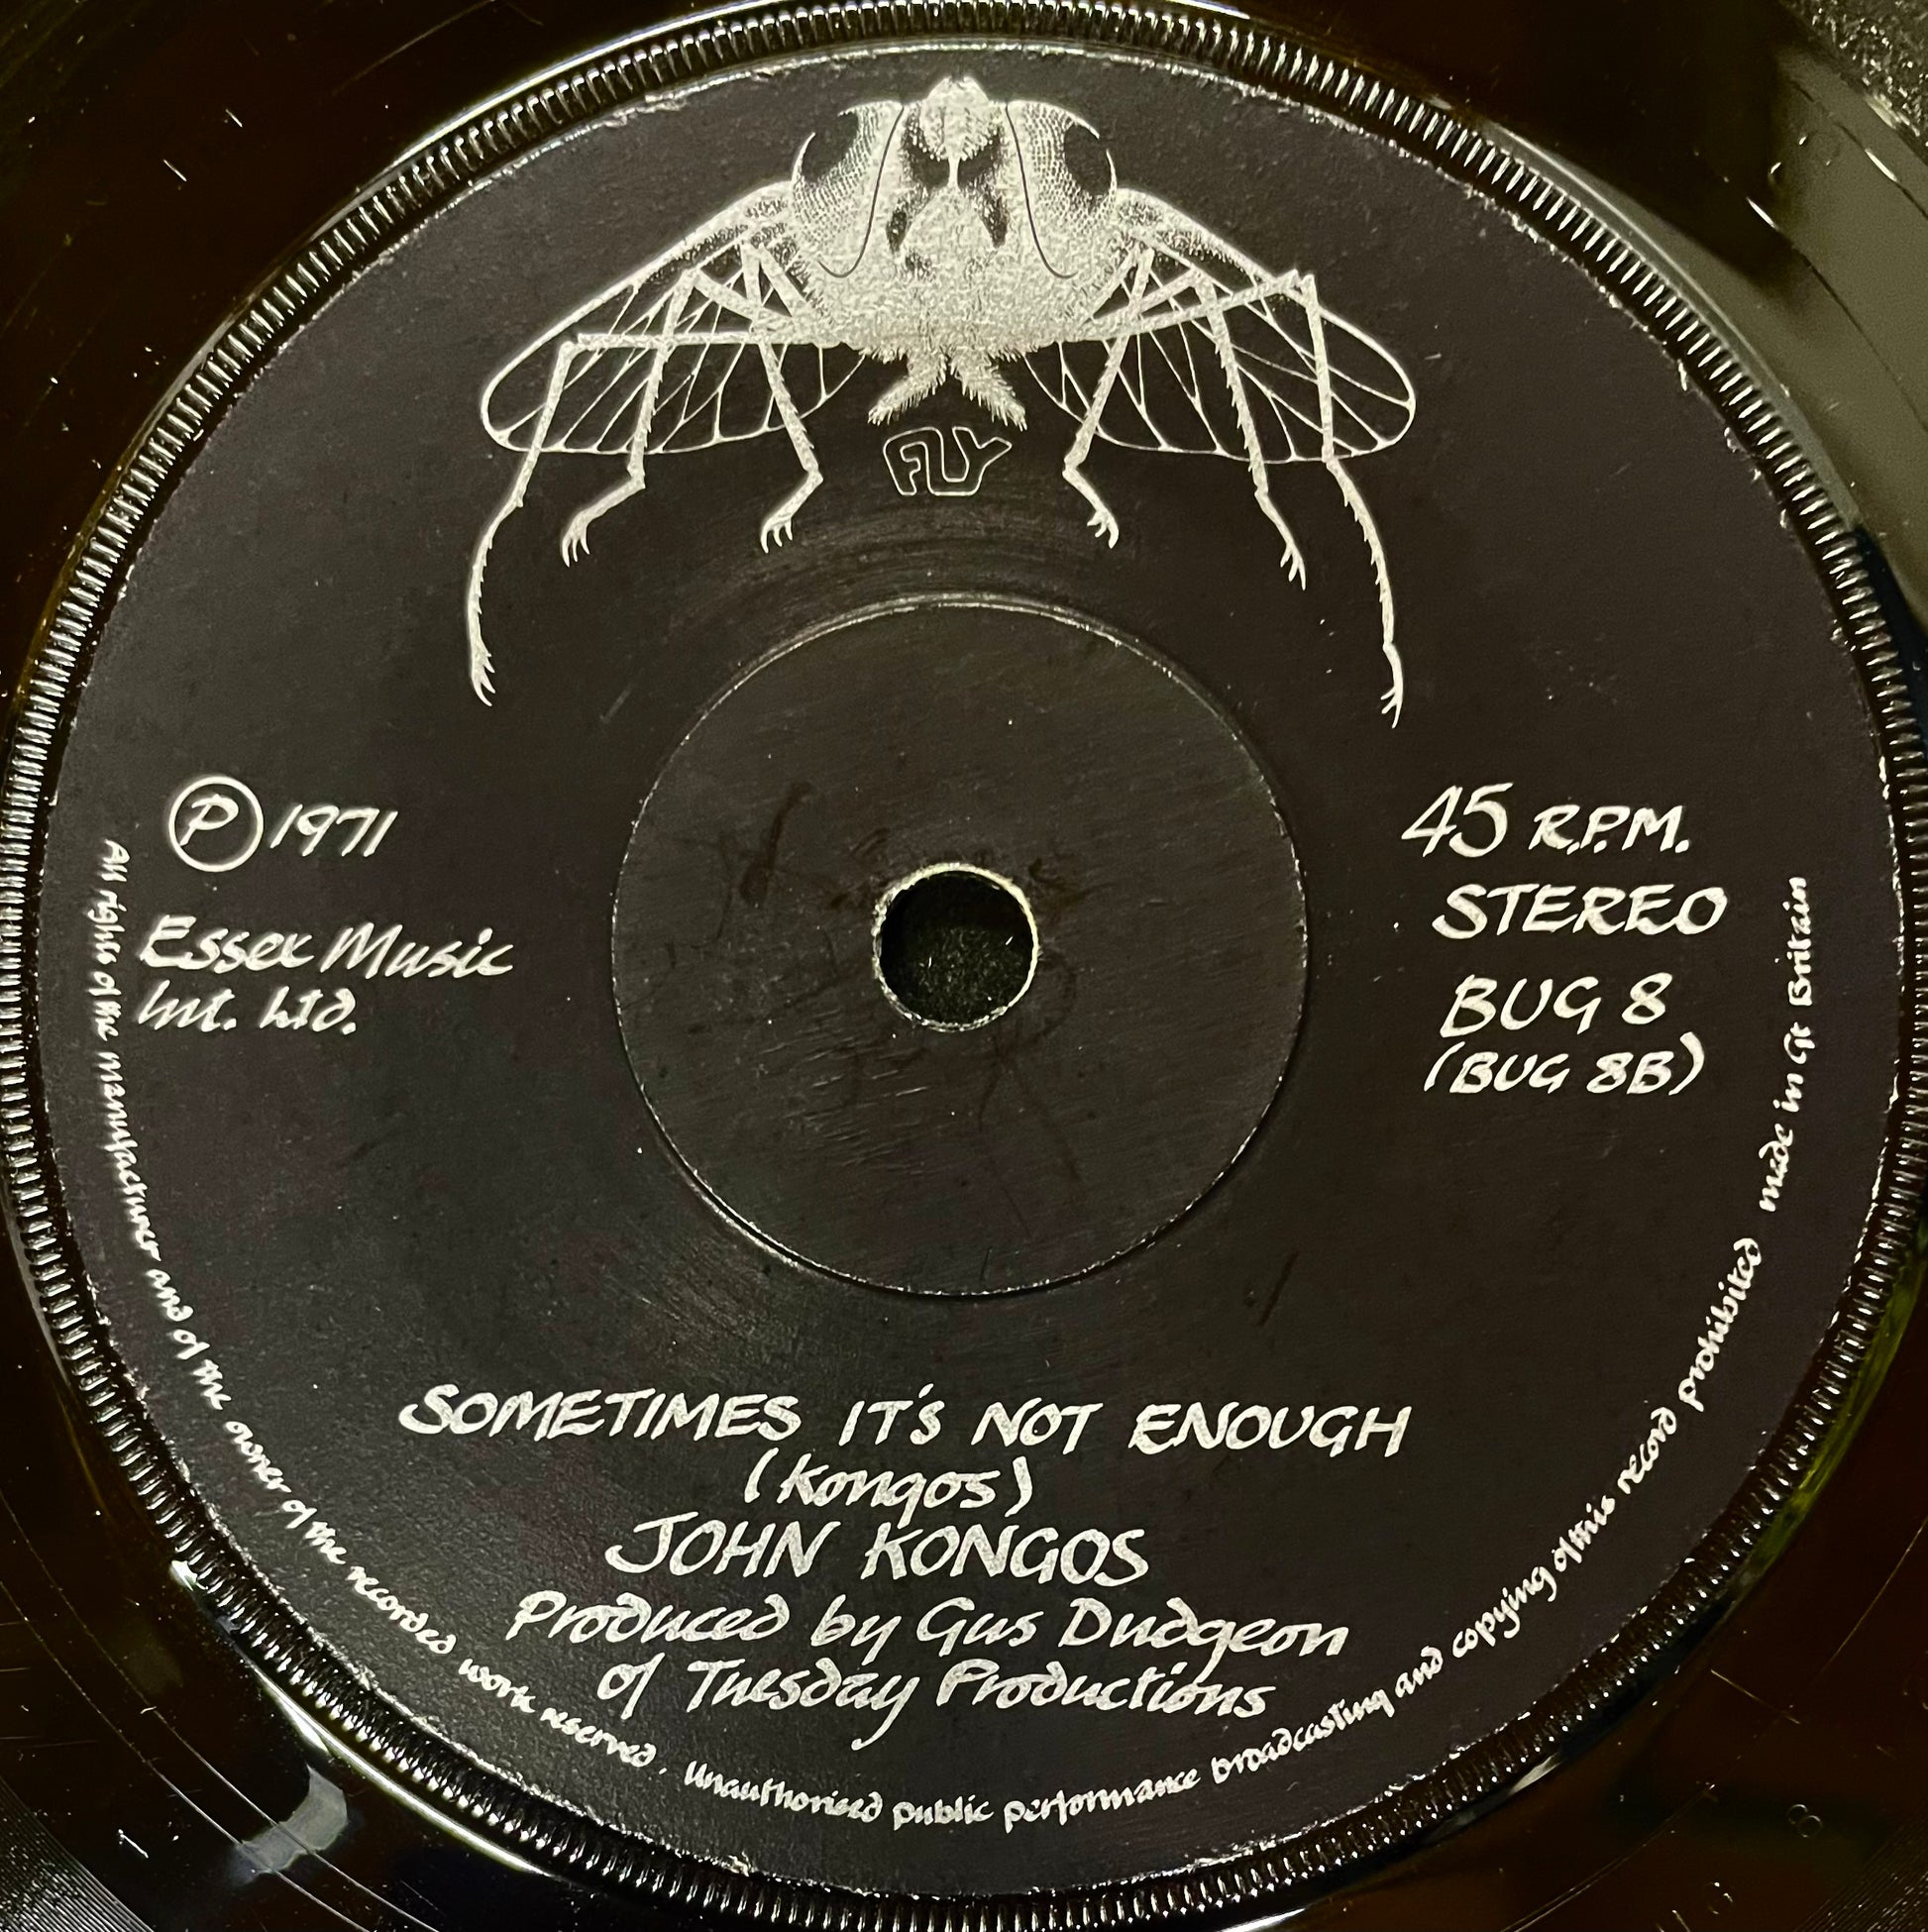 FLY
Ⓟ 1971
Essex Music
Int. Ltd.
45 R.P.M.
STEREO
BUG 8
(BUG 8B)
SOMETIMES IT'S NOT ENOUGH
(Kongos)
JOHN KONGOS
Produced by Gus Dudgeon
of Tuesday Productions
All rights of the manufacturer and of the owner of the recorded work reserved. Unauthorised public performance broadcasting and copying of this record prohibited made in Gt Britain